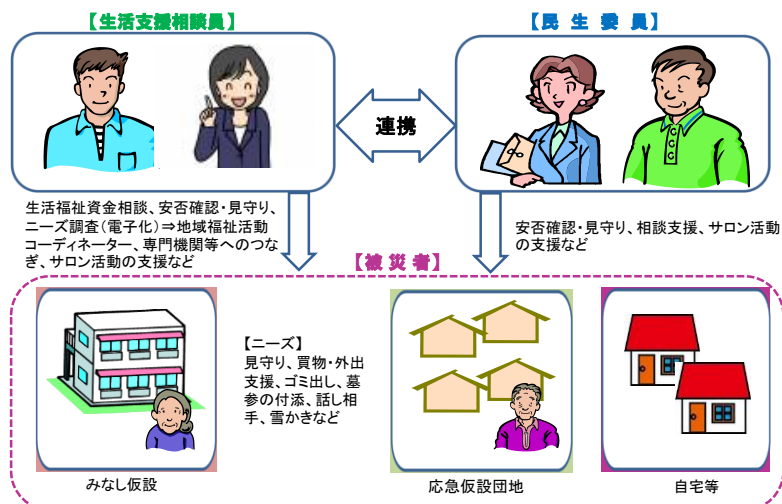 【生活支援相談員】
【民生委員】
連携
生活福祉資金相談、安否確認・見守り、
ニーズ調査(電子化)⇒地域福祉活動
コーディネーター、専門機関等へのつな
ぎ、サロン活動の支援など
安否確認・見守り、相談支援、サロン活動
の支援など
【被災者】
【ニーズ】
見守り、買物・外出
支援、ゴミ出し、墓
参の付添、話し相
手、雪かきなど
みなし仮設
応急仮設団地
自宅等